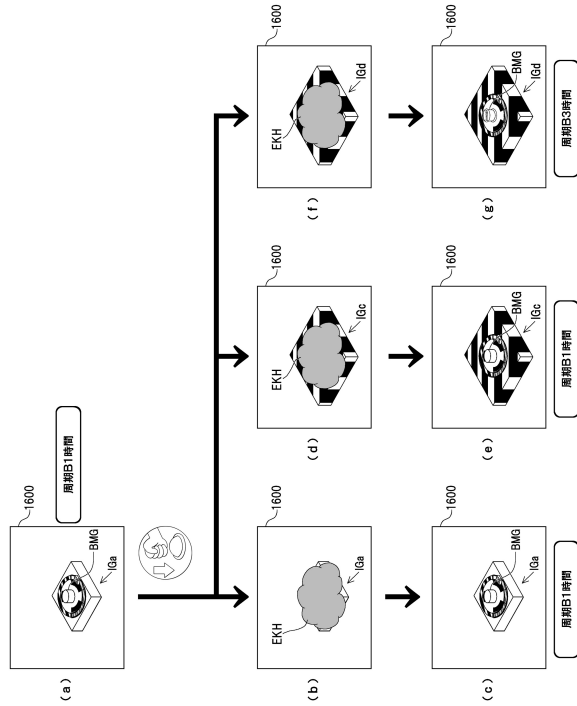 (a)
1600
BMG
IGa
周期B1時間
(b)
1600
EKH
IGa
(c)
1600
BMG
IGa
周期B1時間
(d)
1600
EKH
IGc
(e)
1600
BMG
IGc
周期B1時間
(f)
1600
EKH
IGd
(g)
1600
BMG
IGd
周期B3時間